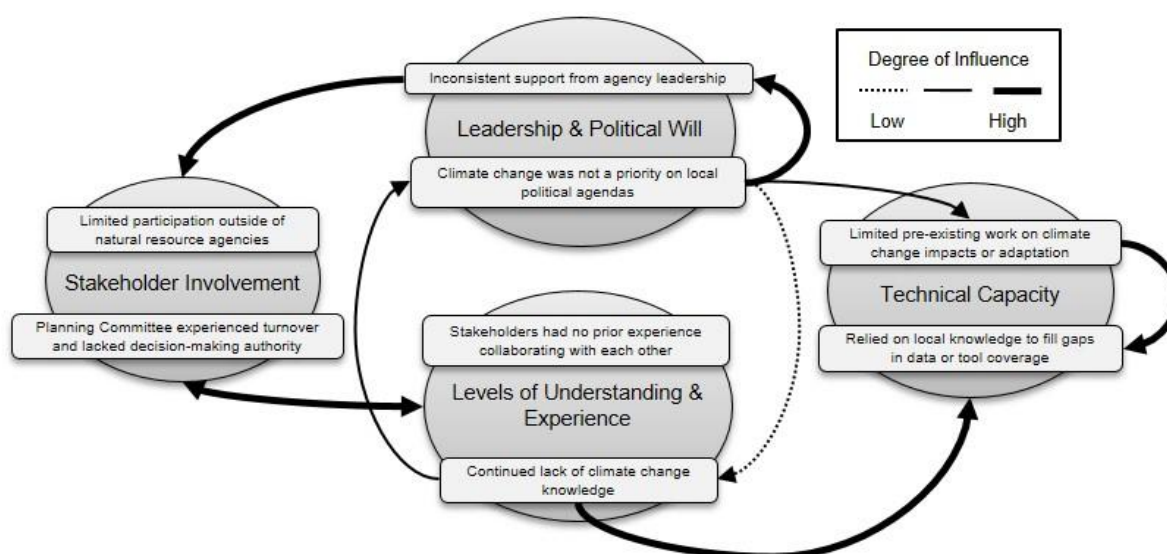 Inconsistent support from agency leadership
Leadership & Political Will
Climate change was not a priority on local
political agendas
Degree of Influence
Low High
Limited participation outside of
natural resource agencies
Stakeholder Involvement
Planning Committee experienced turnover
and lacked decision-making authority
Stakeholders had no prior experience
collaborating with each other
Levels of Understanding &
Experience
Continued lack of climate change
knowledge
Limited pre-existing work on climate
change impacts or adaptation
Technical Capacity
Relied on local knowledge to fill gaps
in data or tool coverage